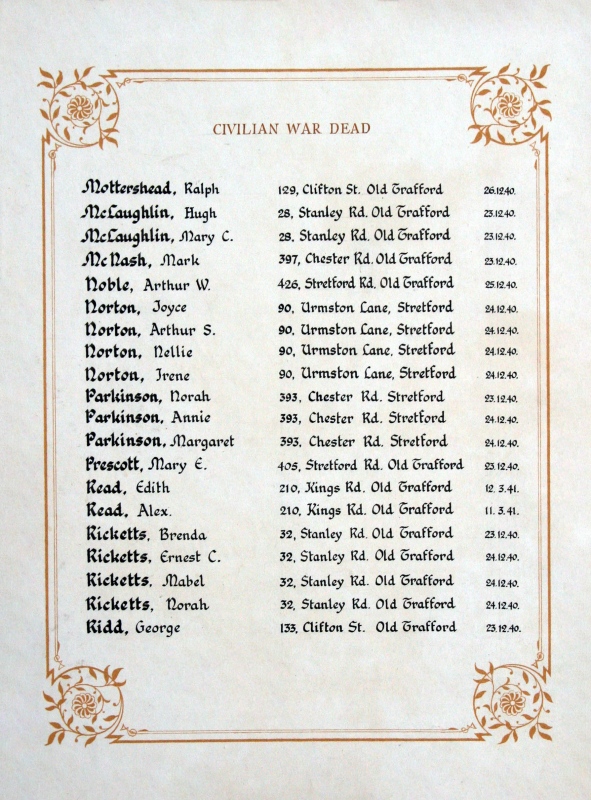 CIVILIAN WAR DEAD
Mottershead, Ralph 129, Clifton St. Old Trafford 26.12.40.
McLaughlin, Hugh 28, Stanley Rd. Old Trafford 23.12.40.
McLaughlin, Mary C. 28, Stanley Rd. Old Trafford 23.12.40.
McNash, Mark 397, Chester Rd. Old Trafford 23.12.40.
Noble, Arthur W. 426, Stretford Rd. Old Trafford 25.12.40.
Norton, Joyce 90, Urmston Lane, Stretford 24.12.40.
Norton, Arthur S. 90, Urmston Lane, Stretford 24.12.40.
Norton, Nellie 90, Urmston Lane, Stretford 24.12.40.
Norton, Irene 90, Urmston Lane, Stretford 24.12.40.
Parkinson, Norah 393, Chester Rd. Stretford 23.12.40.
Parkinson, Annie 393, Chester Rd. Stretford 24.12.40.
Parkinson, Margaret 393, Chester Rd. Stretford 24.12.40.
Prescott, Mary E. 405, Stretford Rd. Old Trafford 23.12.40.
Read, Edith 210, Kings Rd. Old Trafford 12. 3. 41.
Read, Alex. 210, Kings Rd. Old Trafford 11. 3. 41.
Ricketts, Brenda 32, Stanley Rd. Old Trafford 23.12.40.
Ricketts, Ernest C. 32, Stanley Rd. Old Trafford 24.12.40.
Ricketts, Mabel 32, Stanley Rd. Old Trafford 24.12.40.
Ricketts, Norah 32, Stanley Rd. Old Trafford 24.12.40.
Ridd, George 133, Clifton St. Old Trafford 23.12.40.